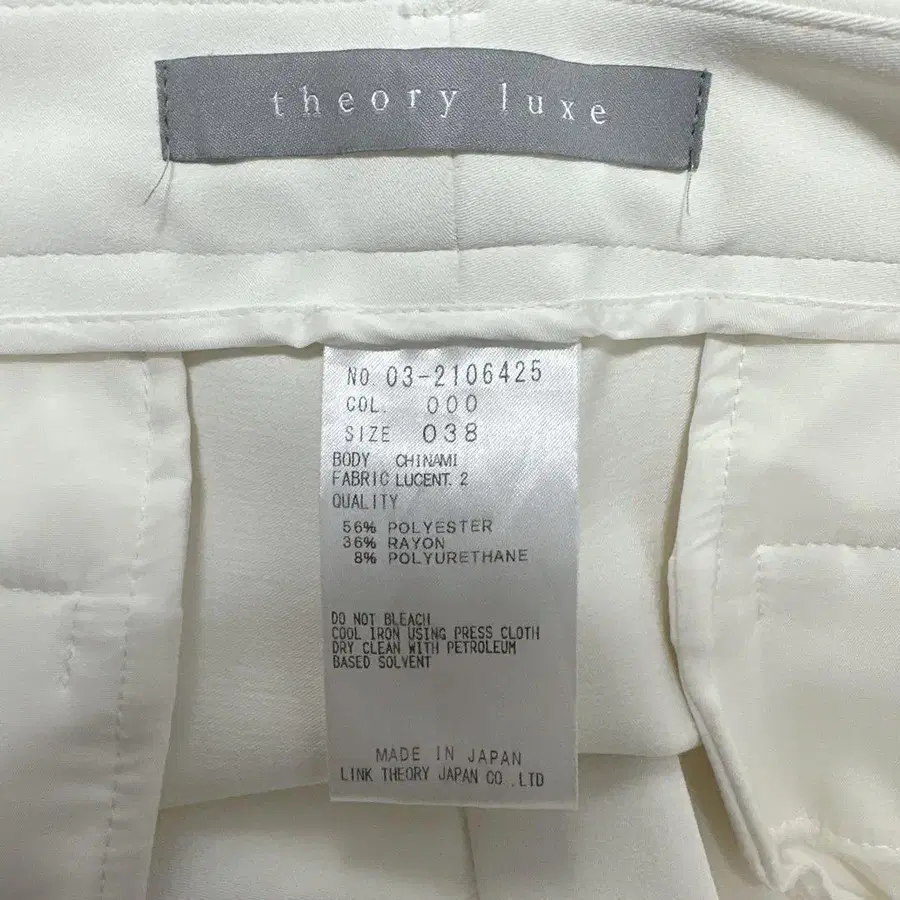 theory luxe
NO 03-2106425
COL. 000
SIZE 038
BODY CHINAMI
FABRIC LUCENT. 2
QUALITY
56% POLYESTER
36% RAYON
8% POLYURETHANE
DO NOT BLEACH
COOL IRON USING PRESS CLOTH
DRY CLEAN WITH PETROLEUM
BASED SOLVENT
MADE IN JAPAN
LINK THEORY JAPAN CO.,LTD